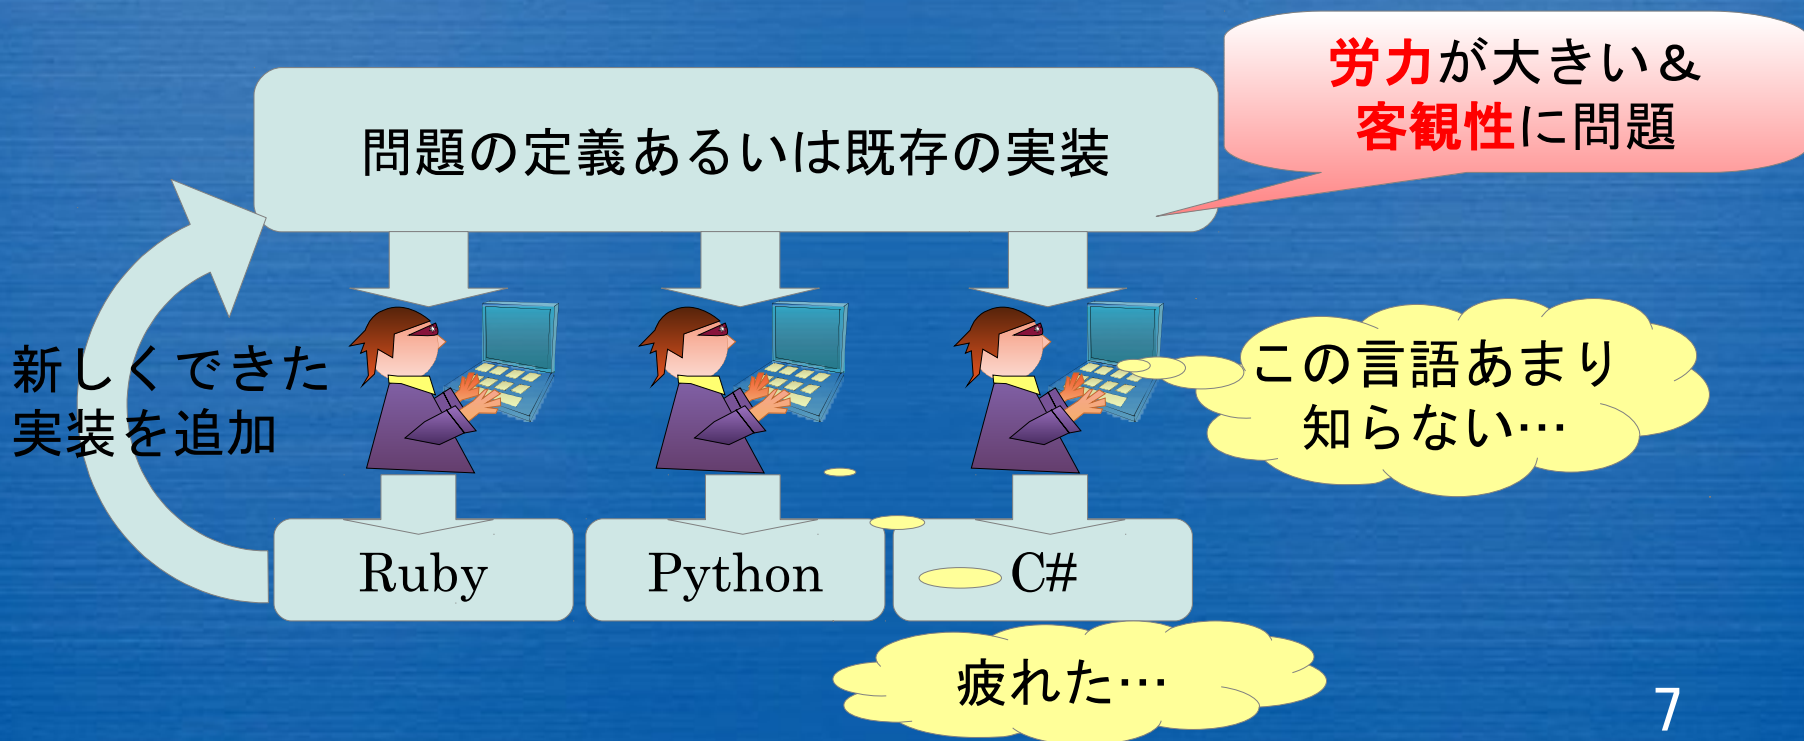 労力が大きい＆
客観性に問題
問題の定義あるいは既存の実装
新しくできた
実装を追加
この言語あまり
知らない…
Ruby
Python
C#
疲れた…
7